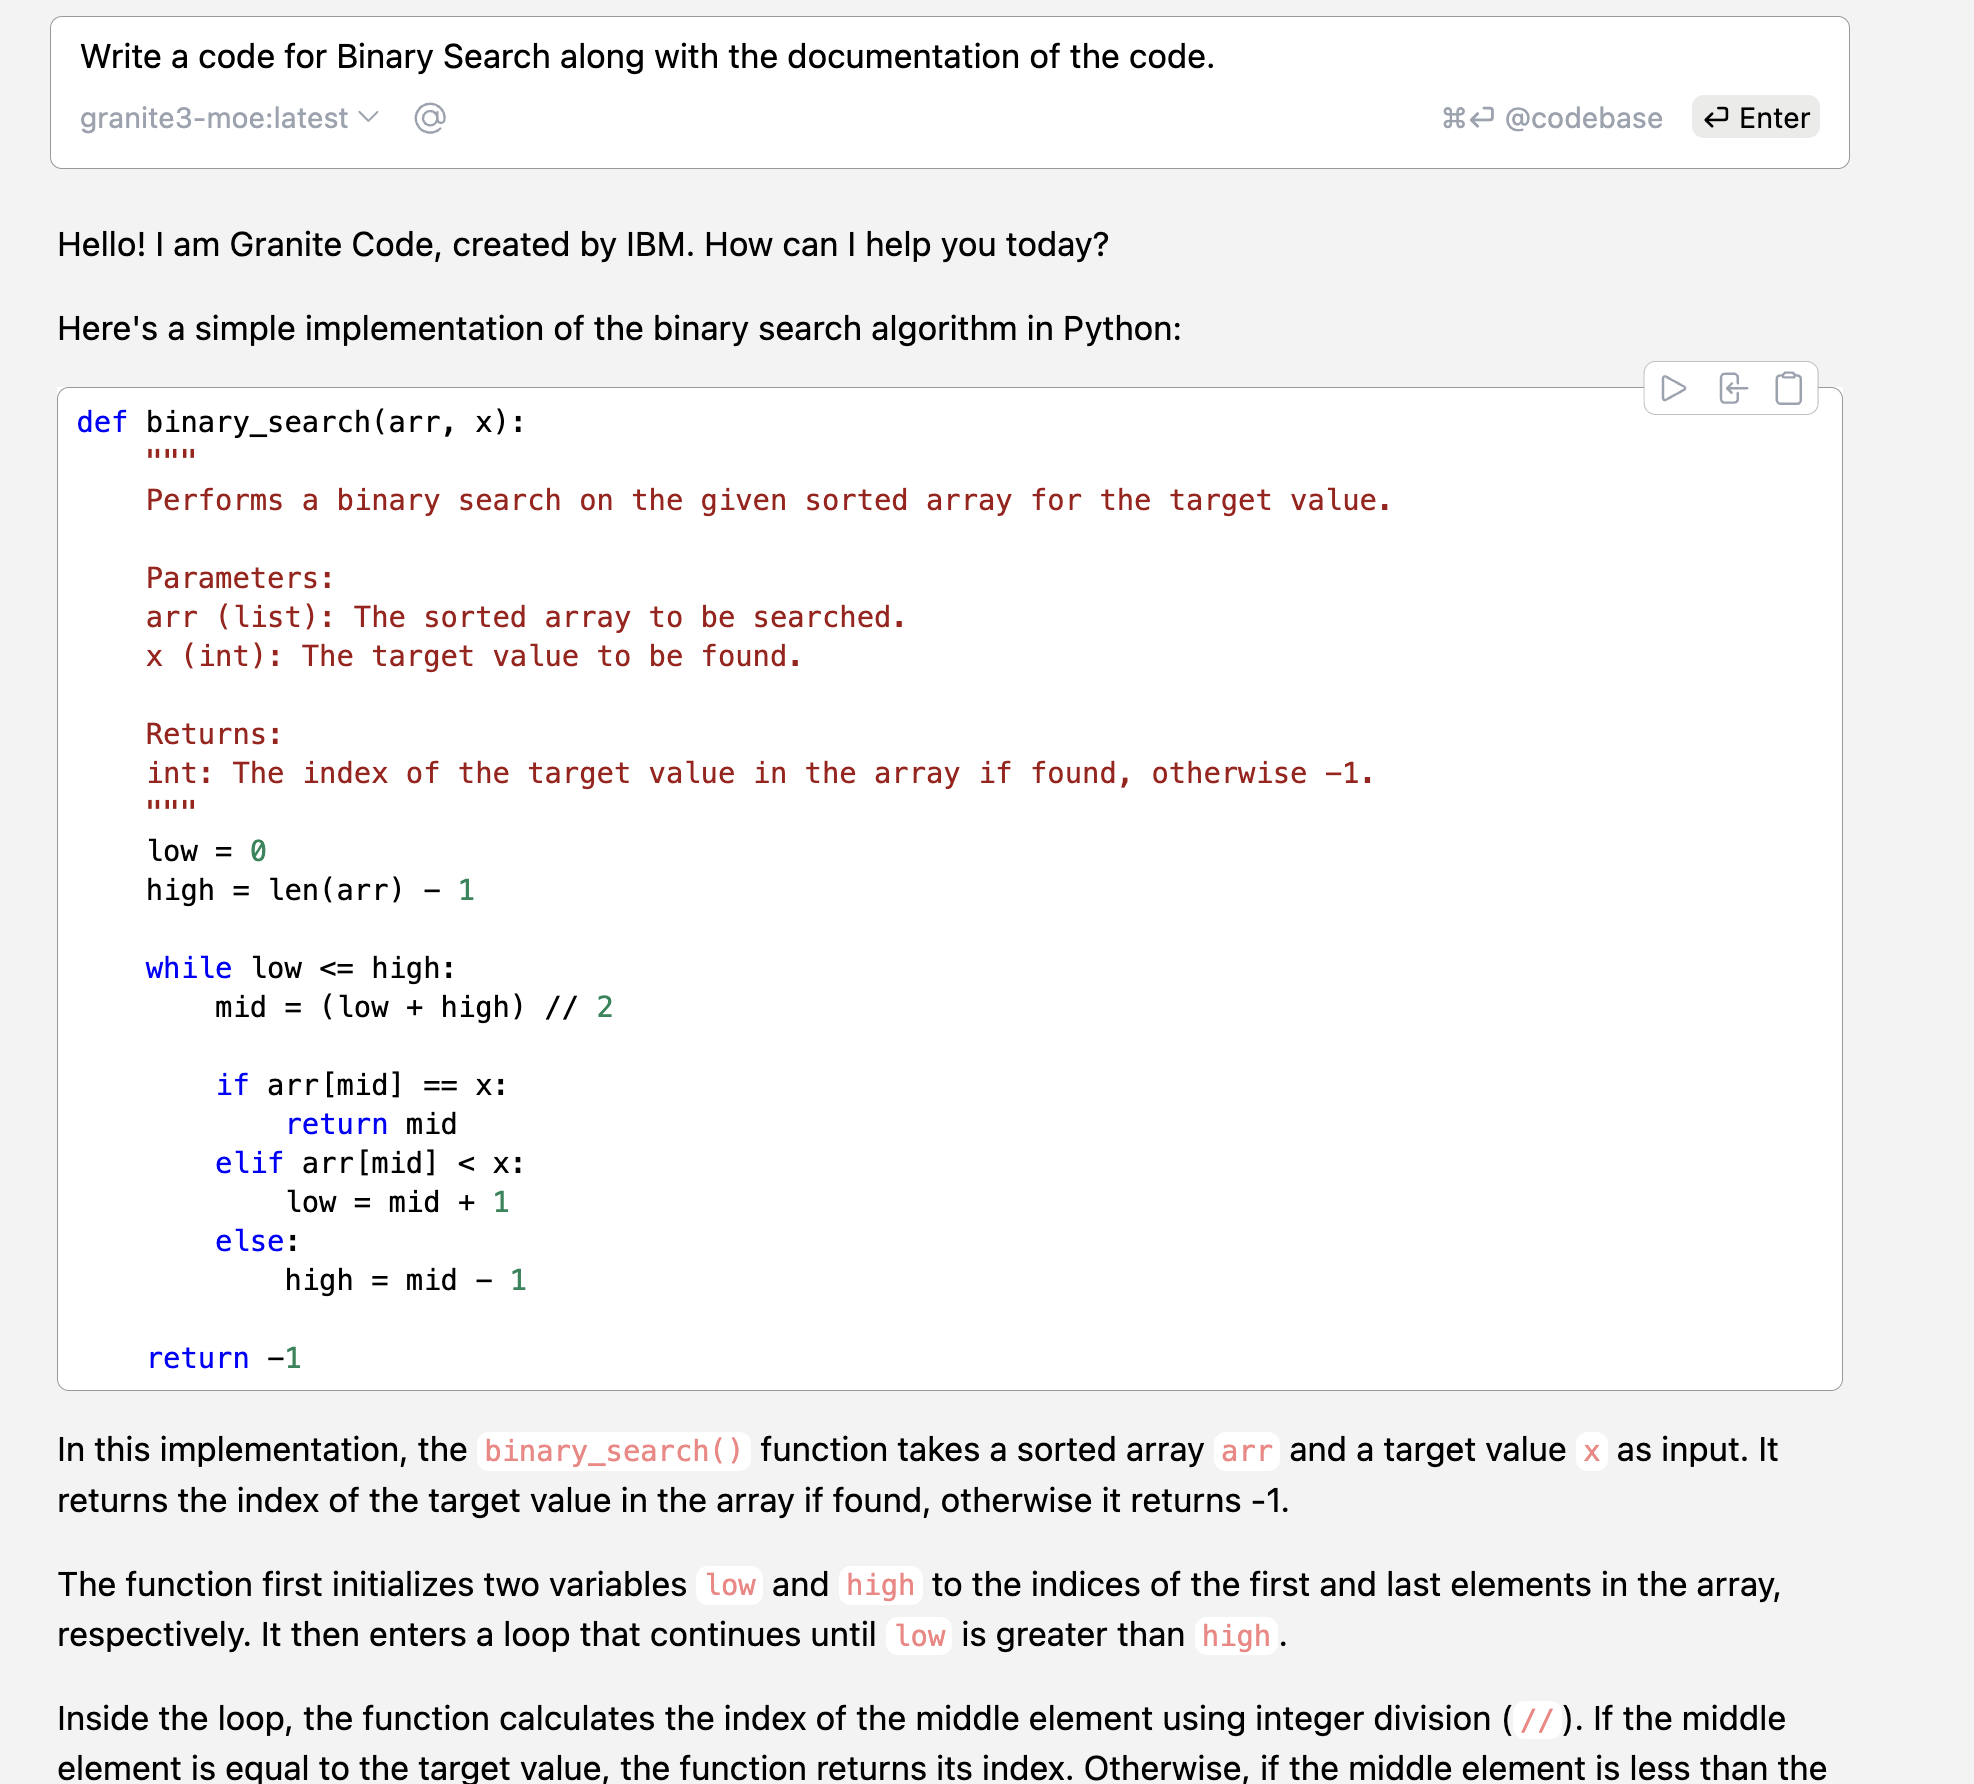 Write a code for Binary Search along with the documentation of the code.
granite3-moe:latest @ ⌘⏎ @codebase ⏎ Enter
Hello! I am Granite Code, created by IBM. How can I help you today?
Here's a simple implementation of the binary search algorithm in Python:
def binary_search(arr, x):
    """
    Performs a binary search on the given sorted array for the target value.

    Parameters:
    arr (list): The sorted array to be searched.
    x (int): The target value to be found.

    Returns:
    int: The index of the target value in the array if found, otherwise -1.
    """
    low = 0
    high = len(arr) - 1

    while low <= high:
        mid = (low + high) // 2

        if arr[mid] == x:
            return mid
        elif arr[mid] < x:
            low = mid + 1
        else:
            high = mid - 1

    return -1
In this implementation, the binary_search() function takes a sorted array arr and a target value x as input. It
returns the index of the target value in the array if found, otherwise it returns -1.
The function first initializes two variables low and high to the indices of the first and last elements in the array,
respectively. It then enters a loop that continues until low is greater than high.
Inside the loop, the function calculates the index of the middle element using integer division (//). If the middle
element is equal to the target value, the function returns its index. Otherwise, if the middle element is less than the